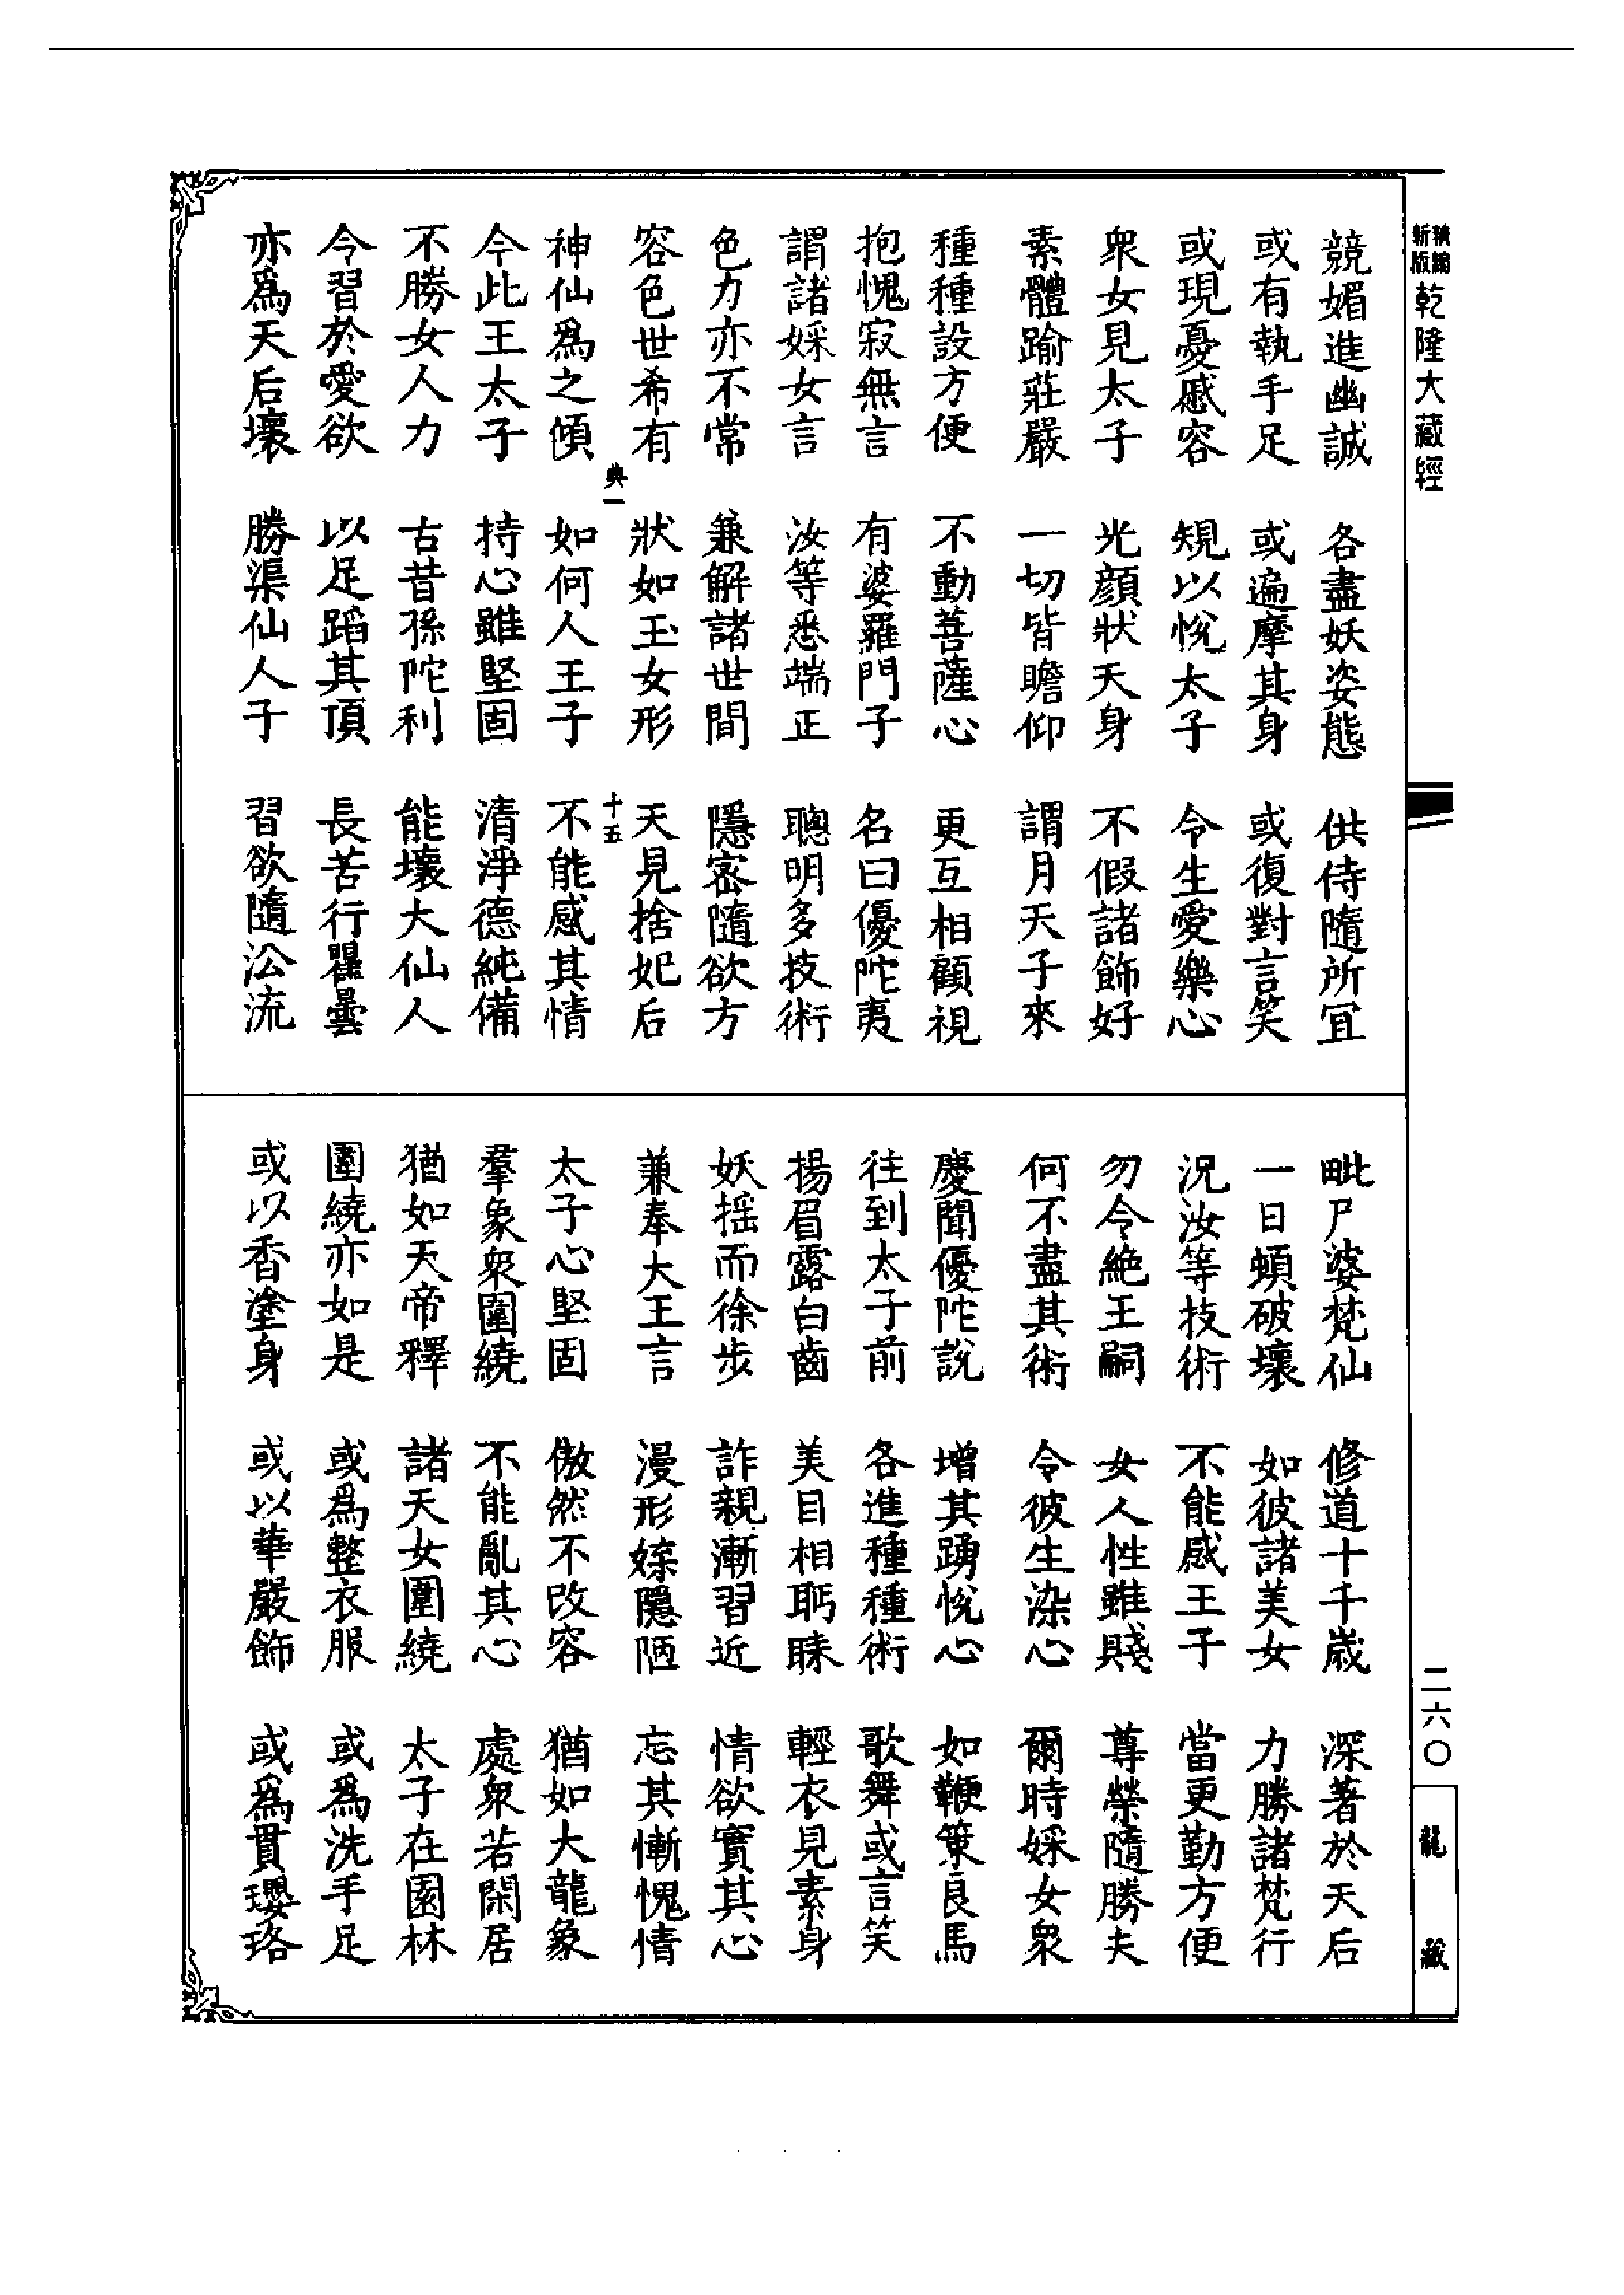 新編新版乾隆大藏經
競媚進幽誠　各盡妖姿態　供侍隨所宜
或有執手足　或遍摩其身　或復對言笑
或現憂慼容　規以悅太子　令生愛樂心
衆女見太子　光顏狀天身　不假諸飾好
素體踰莊嚴　一切皆瞻仰　謂月天子來
種種設方便　不動菩薩心　更互相顧視
抱愧寂無言　有婆羅門子　名曰優陀夷
謂諸婇女言　汝等悉端正　聰明多技術
色力亦不常　兼解諸世間　隱密隨欲方
容色世希有　狀如玉女形　天見捨妃后
典一　十五
神仙爲之傾　如何人王子　不能感其情
今此王太子　持心雖堅固　清淨德純備
不勝女人力　古昔孫陀利　能壞大仙人
令習於愛欲　以足蹈其頂　長苦行瞿曇
亦爲天后壞　勝渠仙人子　習欲隨㳂流
毗尸婆梵仙　修道十千歲　深著於天后
一日頓破壞　如彼諸美女　力勝諸梵行
況汝等技術　不能感王子　當更勤方便
勿令絶王嗣　女人性雖賤　尊榮隨勝夫
何不盡其術　令彼生染心　爾時婇女衆
慶聞優陀說　增其踴悅心　如鞭策良馬
往到太子前　各進種種術　歌舞或言笑
揚眉露白齒　美目相眄睞　輕衣見素身
妖搖而徐步　詐親漸習近　情欲實其心
兼奉大王言　漫形媟隱陋　忘其慚愧情
太子心堅固　傲然不改容　猶如大龍象
羣象衆圍繞　不能亂其心　處衆若閑居
猶如天帝釋　諸天女圍繞　太子在園林
圍繞亦如是　或爲整衣服　或爲洗手足
或以香塗身　或以華嚴飾　或爲貫瓔珞
二六〇
龍藏